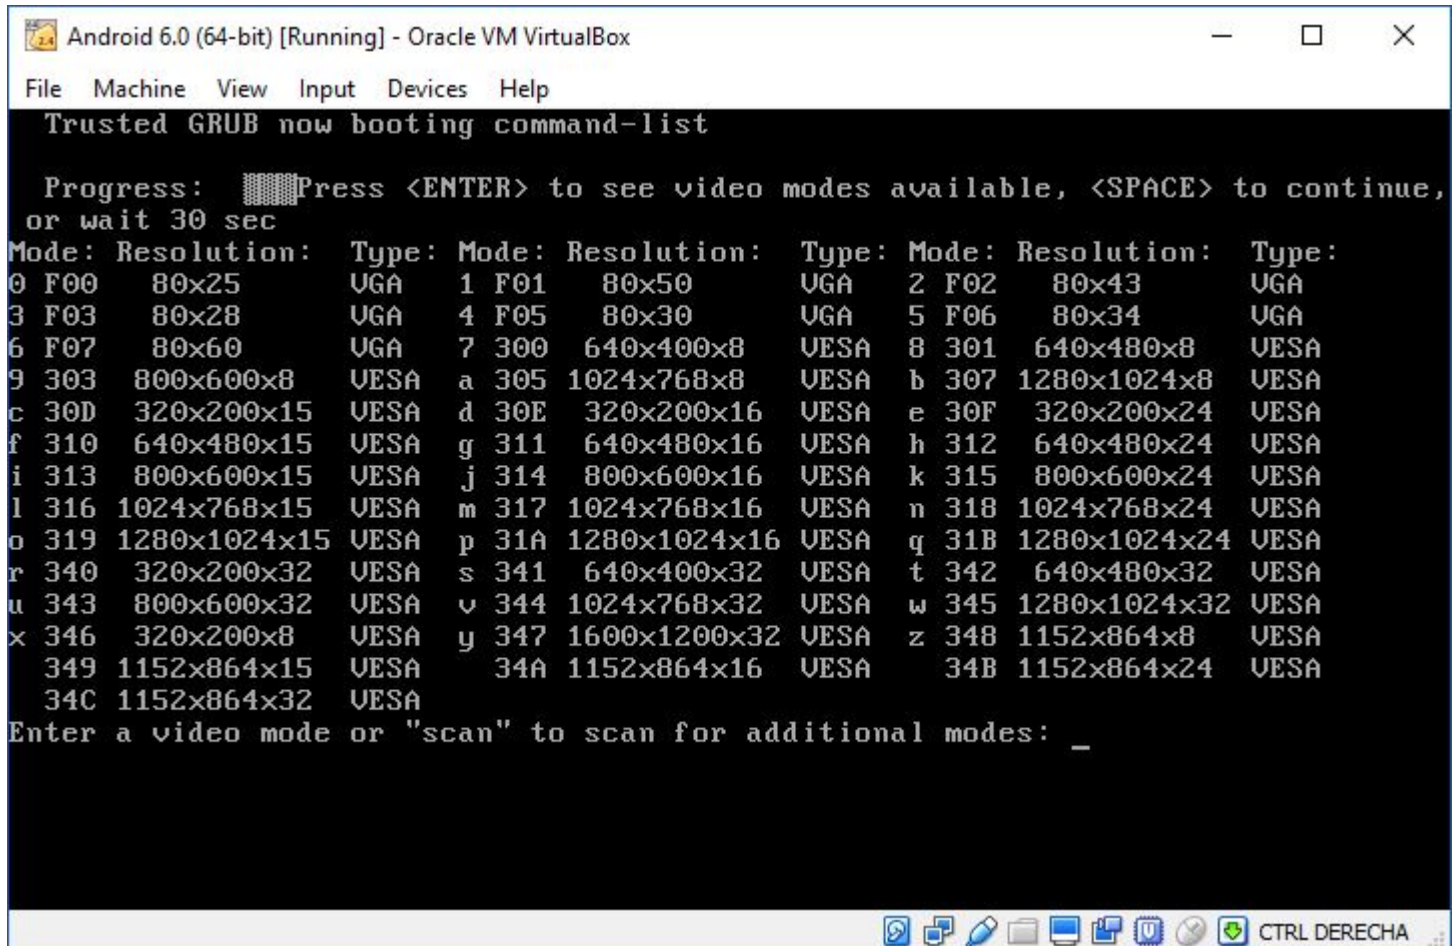 Android 6.0 (64-bit) [Running] - Oracle VM VirtualBox
File Machine View Input Devices Help
Trusted GRUB now booting command-list
Progress: ▒▒▒Press <ENTER> to see video modes available, <SPACE> to continue,
or wait 30 sec
Mode: Resolution: Type: Mode: Resolution: Type: Mode: Resolution: Type:
0 F00 80x25 VGA 1 F01 80x50 VGA 2 F02 80x43 VGA
3 F03 80x28 VGA 4 F05 80x30 VGA 5 F06 80x34 VGA
6 F07 80x60 VGA 7 300 640x400x8 VESA 8 301 640x480x8 VESA
9 303 800x600x8 VESA a 305 1024x768x8 VESA b 307 1280x1024x8 VESA
c 30D 320x200x15 VESA d 30E 320x200x16 VESA e 30F 320x200x24 VESA
f 310 640x480x15 VESA g 311 640x480x16 VESA h 312 640x480x24 VESA
i 313 800x600x15 VESA j 314 800x600x16 VESA k 315 800x600x24 VESA
l 316 1024x768x15 VESA m 317 1024x768x16 VESA n 318 1024x768x24 VESA
o 319 1280x1024x15 VESA p 31A 1280x1024x16 VESA q 31B 1280x1024x24 VESA
r 340 320x200x32 VESA s 341 640x400x32 VESA t 342 640x480x32 VESA
u 343 800x600x32 VESA v 344 1024x768x32 VESA w 345 1280x1024x32 VESA
x 346 320x200x8 VESA y 347 1600x1200x32 VESA z 348 1152x864x8 VESA
349 1152x864x15 VESA 34A 1152x864x16 VESA 34B 1152x864x24 VESA
34C 1152x864x32 VESA
Enter a video mode or "scan" to scan for additional modes: _
CTRL DERECHA